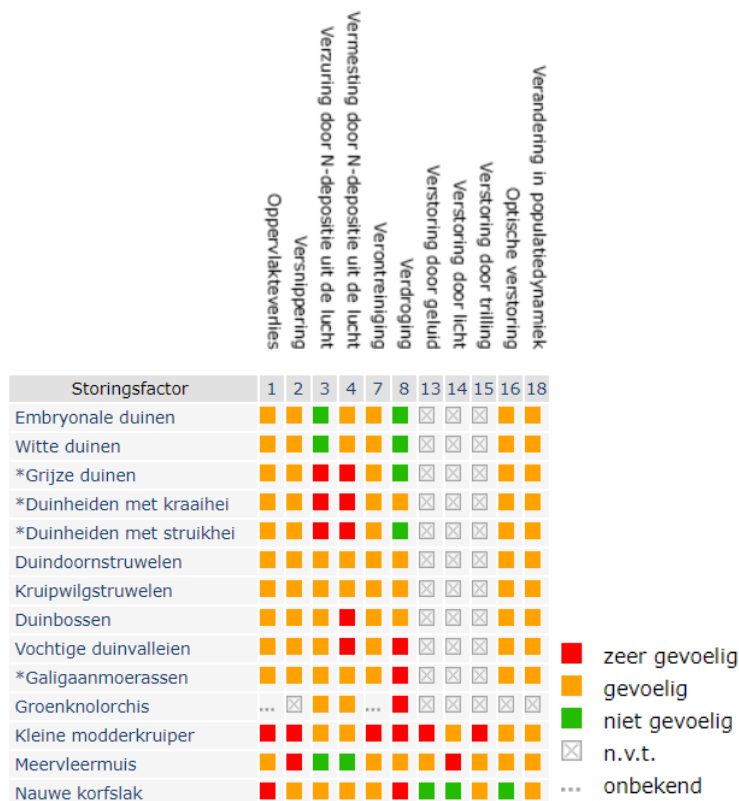 Oppervlakteverlies
Versnippering
Verzuring door N-depositie uit de lucht
Vermesting door N-depositie uit de lucht
Verontreiniging
Verdroging
Verstoring door geluid
Verstoring door licht
Verstoring door trilling
Optische verstoring
Verandering in populatiedynamiek
Storingsfactor 1 2 3 4 7 8 13 14 15 16 18
Embryonale duinen
Witte duinen
*Grijze duinen
*Duinheiden met kraaihei
*Duinheiden met struikhei
Duindoornstruwelen
Kruipwilgstruwelen
Duinbossen
Vochtige duinvalleien
*Galigaanmoerassen
Groenknolorchis ... ...
Kleine modderkruiper
Meervleermuis
Nauwe korfslak
zeer gevoelig
gevoelig
niet gevoelig
n.v.t.
... onbekend